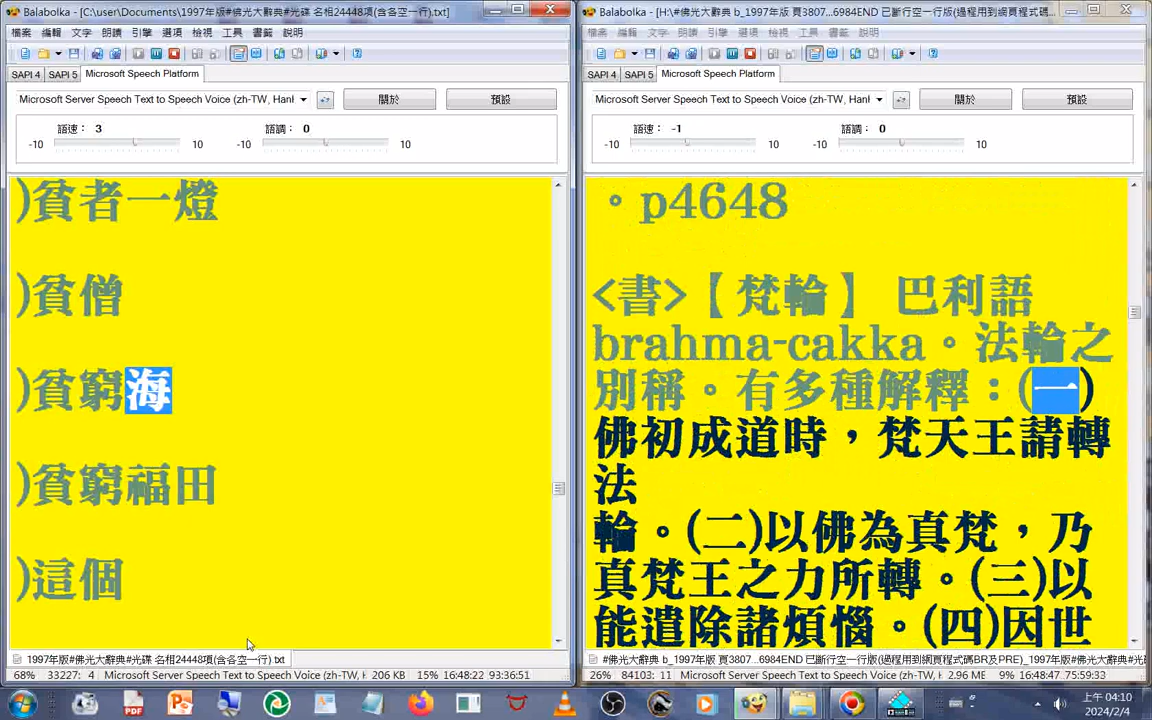 Balabolka - [C:\user\Documents\1997年版#佛光大辭典#光碟 名相24448項(含各空一行).txt]
檔案 編輯 文字 朗讀 引擎 選項 檢視 工具 書籤 說明
SAPI 4 SAPI 5 Microsoft Speech Platform
Microsoft Server Speech Text to Speech Voice (zh-TW, Hanl
關於
預設
語速： 3
語調： 0
-10 10 -10 10
)貧者一燈
)貧僧
)貧窮海
)貧窮福田
)這個
1997年版#佛光大辭典#光碟 名相24448項(含各空一行).txt
68% 33227: 4 Microsoft Server Speech Text to Speech Voice (zh-TW, 206 KB 15% 16:48:22 93:36:51
Balabolka - [H:\#佛光大辭典 b_1997年版 頁3807...6984END 已斷行空一行版(過程用到網頁程式碼
檔案 編輯 文字 朗讀 引擎 選項 檢視 工具 書籤 說明
SAPI 4 SAPI 5 Microsoft Speech Platform
Microsoft Server Speech Text to Speech Voice (zh-TW, Hanl
關於
預設
語速： -1
語調： 0
-10 10 -10 10
。p4648
<書>【梵輪】 巴利語
brahma-cakka。法輪之
別稱。有多種解釋：(一)
佛初成道時，梵天王請轉
法
輪。(二)以佛為真梵，乃
真梵王之力所轉。(三)以
能遣除諸煩惱。(四)因世
#佛光大辭典 b_1997年版 頁3807...6984END 已斷行空一行版(過程用到網頁程式碼BR及PRE)_1997年版#光
26% 84103: 11 Microsoft Server Speech Text to Speech Voice (zh-TW, 2.96 ME 9% 16:48:47 75:59:33
上午 04:10
2024/2/4